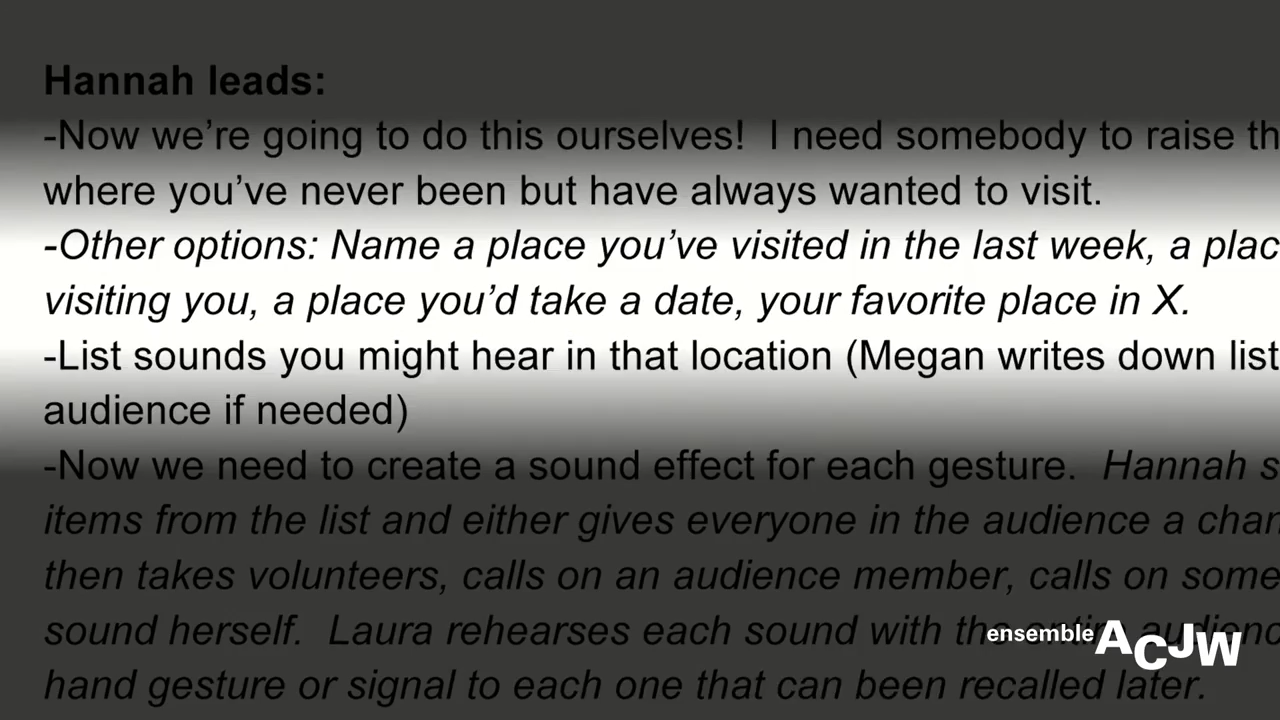 Hannah leads:
-Now we're going to do this ourselves!  I need somebody to raise th
where you've never been but have always wanted to visit.
-Other options: Name a place you've visited in the last week, a plac
visiting you, a place you'd take a date, your favorite place in X.
-List sounds you might hear in that location (Megan writes down list
audience if needed)
-Now we need to create a sound effect for each gesture.  Hannah s
items from the list and either gives everyone in the audience a chan
then takes volunteers, calls on an audience member, calls on some
sound herself.  Laura rehearses each sound with the entire audienc
hand gesture or signal to each one that can been recalled later.
ensemble ACJW